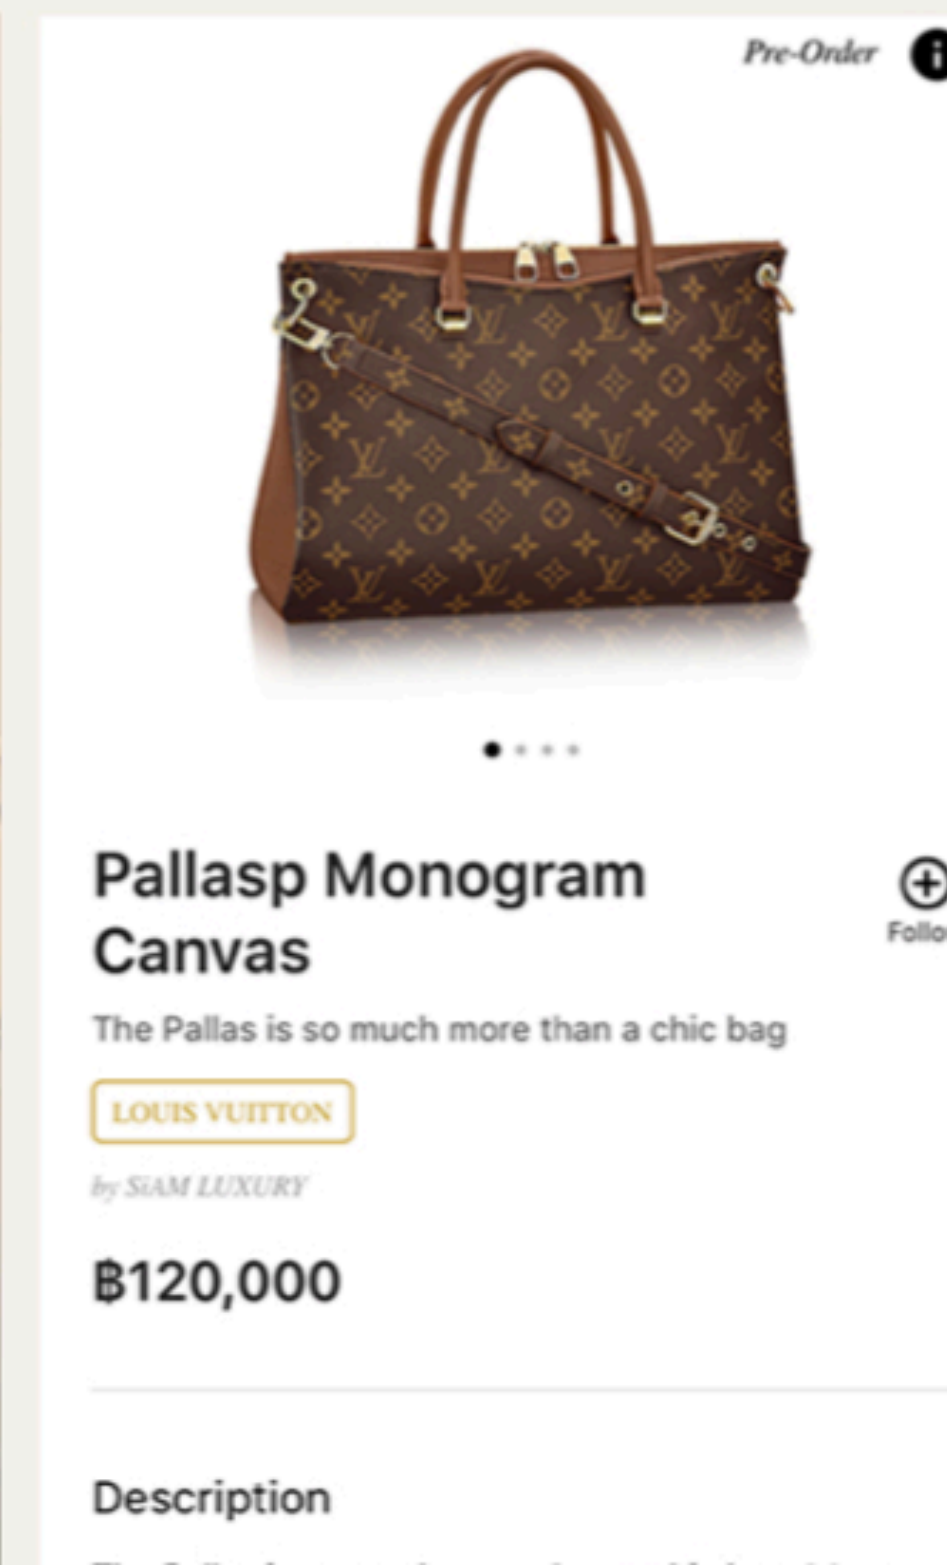 Pre-Order
Pallasp Monogram
Canvas
Follo
The Pallas is so much more than a chic bag
LOUIS VUITTON
by SiAM LUXURY
฿120,000
Description